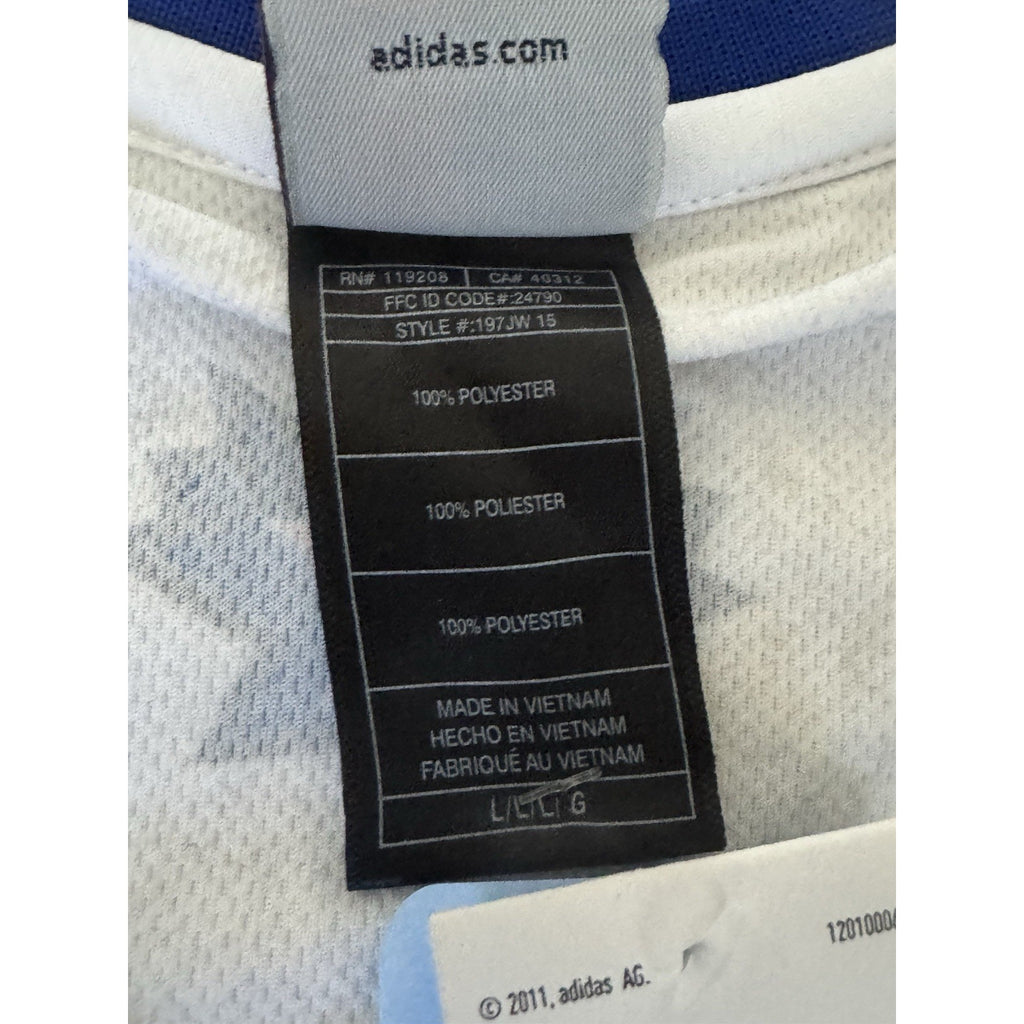 adidas.com
RN# 119208 CA# 40312
FFC ID CODE#:24790
STYLE #:197JW 15
100% POLYESTER
100% POLIESTER
100% POLYESTER
MADE IN VIETNAM
HECHO EN VIETNAM
FABRIQUÉ AU VIETNAM
L/L/L/ G
1201000
© 2011, adidas AG.